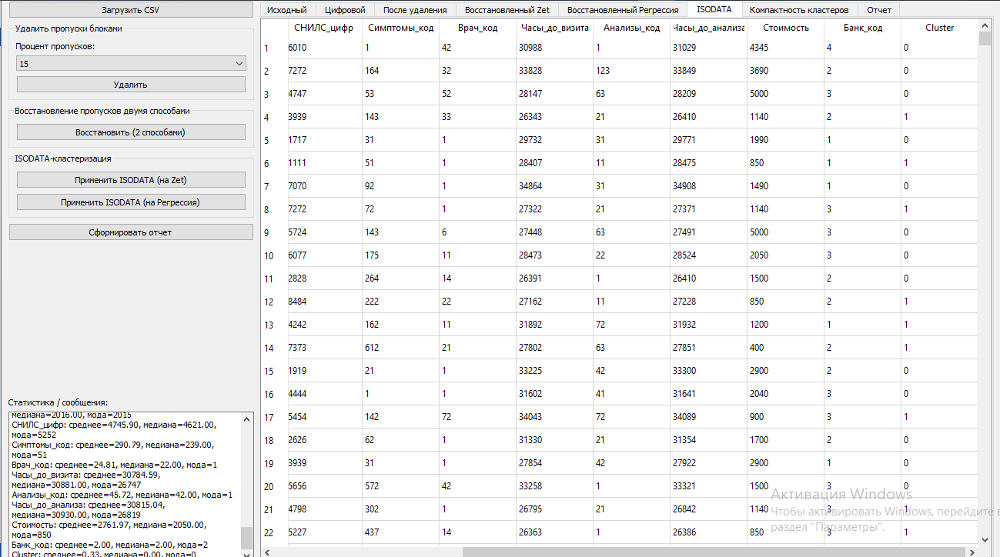 Загрузить CSV
Удалить пропуски блоками
Процент пропусков:
15
Удалить
Восстановление пропусков двумя способами
Восстановить (2 способами)
ISODATA-кластеризация
Применить ISODATA (на Zet)
Применить ISODATA (на Регрессия)
Сформировать отчет
Статистика / сообщения:
медиана=2016.00, мода=2015
СНИЛС_цифр: среднее=4745.90, медиана=4621.00,
мода=5252
Симптомы_код: среднее=290.79, медиана=239.00,
мода=51
Врач_код: среднее=24.81, медиана=22.00, мода=1
Часы_до_визита: среднее=30784.59,
медиана=30881.00, мода=26747
Анализы_код: среднее=45.72, медиана=42.00, мода=1
Часы_до_анализа: среднее=30815.04,
медиана=30930.00, мода=26819
Стоимость: среднее=2761.97, медиана=2050.00,
мода=850
Банк_код: среднее=2.00, медиана=2.00, мода=2
Cluster: среднее=0.33, медиана=0.00, мода=0
Исходный Цифровой После удаления Восстановленный Zet Восстановленный Регрессия ISODATA Компактность кластеров Отчет
СНИЛС_цифр Симптомы_код Врач_код Часы_до_визита Анализы_код Часы_до_анализа Стоимость Банк_код Cluster
1 6010 1 42 30988 1 31029 4345 4 0
2 7272 164 32 33828 123 33849 3690 2 0
3 4747 53 52 28147 63 28209 5000 3 0
4 3939 143 33 26343 21 26410 1140 2 1
5 1717 31 1 29732 31 29771 1990 1 0
6 1111 51 1 28407 11 28475 850 1 1
7 7070 92 1 34864 31 34908 1490 1 0
8 7272 72 1 27322 21 27371 1140 3 1
9 5724 143 6 27448 63 27491 5000 3 0
10 6077 175 11 28473 22 28524 2050 3 0
11 2828 264 14 26391 1 26410 1500 2 0
12 8484 222 22 27162 11 27228 850 2 1
13 4242 162 11 31892 72 31932 1200 1 1
14 7373 612 21 27802 63 27851 400 2 1
15 1919 21 1 33225 42 33300 2900 2 0
16 4444 1 1 31602 41 31641 2040 3 0
17 5454 142 72 34043 72 34089 900 3 1
18 2626 62 1 31330 21 31354 1700 2 0
19 3939 31 1 27854 42 27922 2900 1 0
20 5656 572 42 33258 1 33321 1500 3 0
21 4798 302 1 26795 21 26842 1140 3 1
22 5227 437 14 26363 1 26386 850 3 1
Активация Windows
Чтобы активировать Windows, перейдите в
раздел "Параметры".